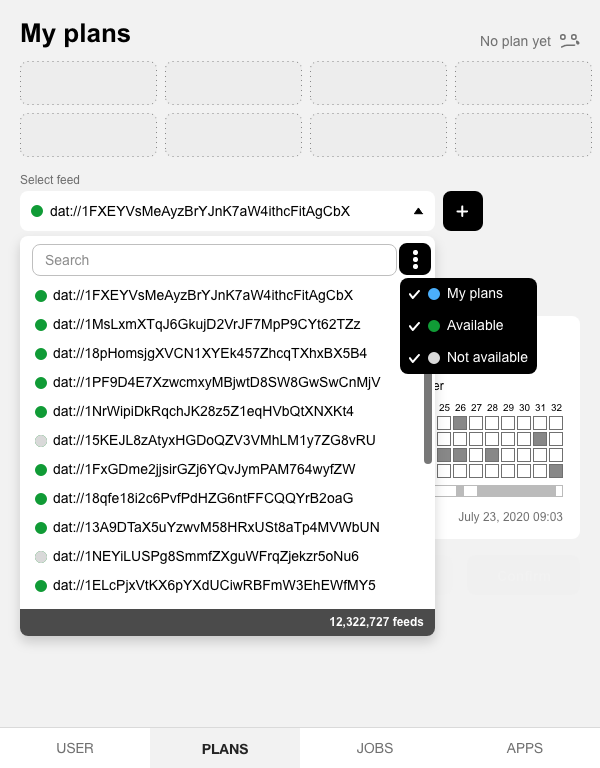 My plans
No plan yet
Select feed
dat://1FXEYVsMeAyzBrYJnK7aW4ithcFitAgCbX
+
Search
dat://1FXEYVsMeAyzBrYJnK7aW4ithcFitAgCbX
My plans
dat://1MsLxmXTqJ6GkujD2VrJF7MpP9CYt62TZz
Available
dat://18pHomsjgXVCN1XYEk457ZhcqTXhxBX5B4
Not available
dat://1PF9D4E7XzwcmxyMBjwtD8SW8GwSwCnMjV
er
dat://1NrWipiDkRqchJK28z5Z1eqHVbQtXNXKt4
25 26 27 28 29 30 31 32
dat://15KEJL8zAtyxHGDoQZV3VMhLM1y7ZG8vRU
dat://1FxGDme2jjsirGZj6YQvJymPAM764wyfZW
dat://18qfe18i2c6PvfPdHZG6ntFFCQQYrB2oaG
dat://13A9DTaX5uYzwvM58HRxUSt8aTp4MVWbUN
July 23, 2020 09:03
dat://1NEYiLUSPg8SmmfZXguWFrqZjekzr5oNu6
dat://1ELcPjxVtKX6pYXdUCiwRBFmW3EhEWfMY5
12,322,727 feeds
USER
PLANS
JOBS
APPS